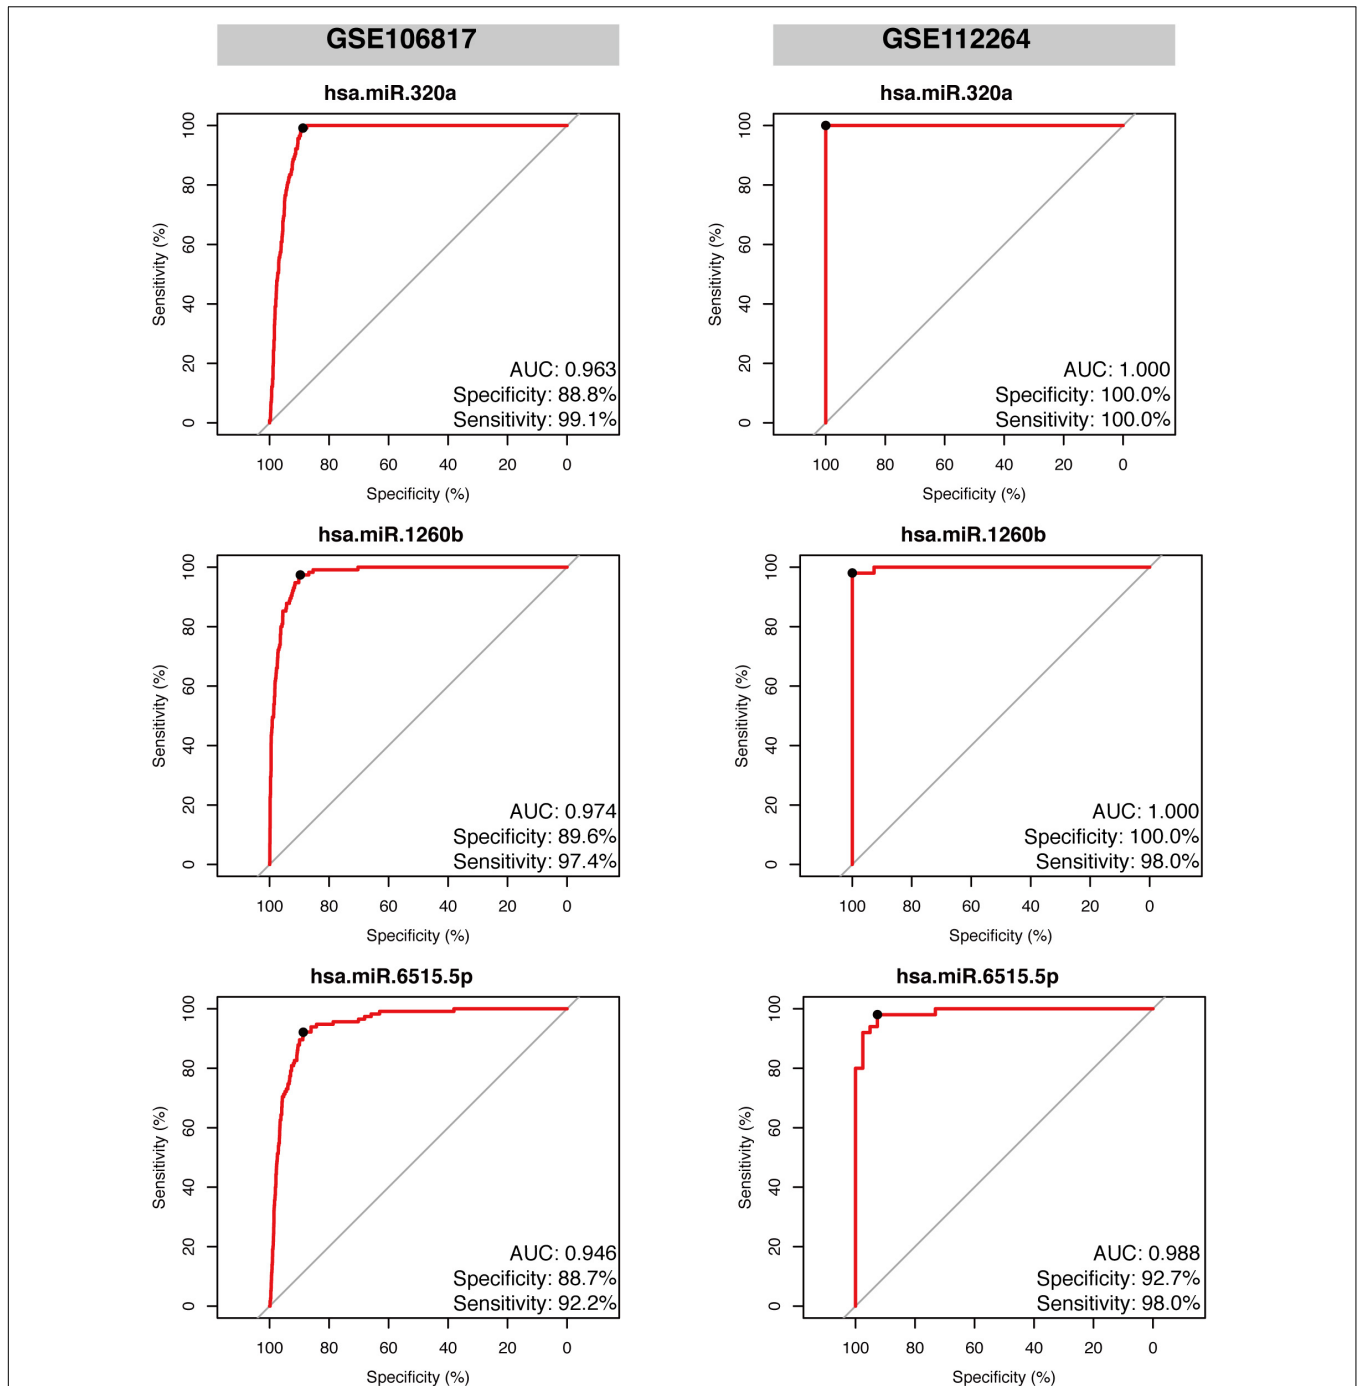 GSE106817
GSE112264
hsa.miR.320a
100
80
60
40
20
0
Sensitivity (%)
AUC: 0.963
Specificity: 88.8%
Sensitivity: 99.1%
100 80 60 40 20 0
Specificity (%)
hsa.miR.320a
100
80
60
40
20
0
Sensitivity (%)
AUC: 1.000
Specificity: 100.0%
Sensitivity: 100.0%
100 80 60 40 20 0
Specificity (%)
hsa.miR.1260b
100
80
60
40
20
0
Sensitivity (%)
AUC: 0.974
Specificity: 89.6%
Sensitivity: 97.4%
100 80 60 40 20 0
Specificity (%)
hsa.miR.1260b
100
80
60
40
20
0
Sensitivity (%)
AUC: 1.000
Specificity: 100.0%
Sensitivity: 98.0%
100 80 60 40 20 0
Specificity (%)
hsa.miR.6515.5p
100
80
60
40
20
0
Sensitivity (%)
AUC: 0.946
Specificity: 88.7%
Sensitivity: 92.2%
100 80 60 40 20 0
Specificity (%)
hsa.miR.6515.5p
100
80
60
40
20
0
Sensitivity (%)
AUC: 0.988
Specificity: 92.7%
Sensitivity: 98.0%
100 80 60 40 20 0
Specificity (%)